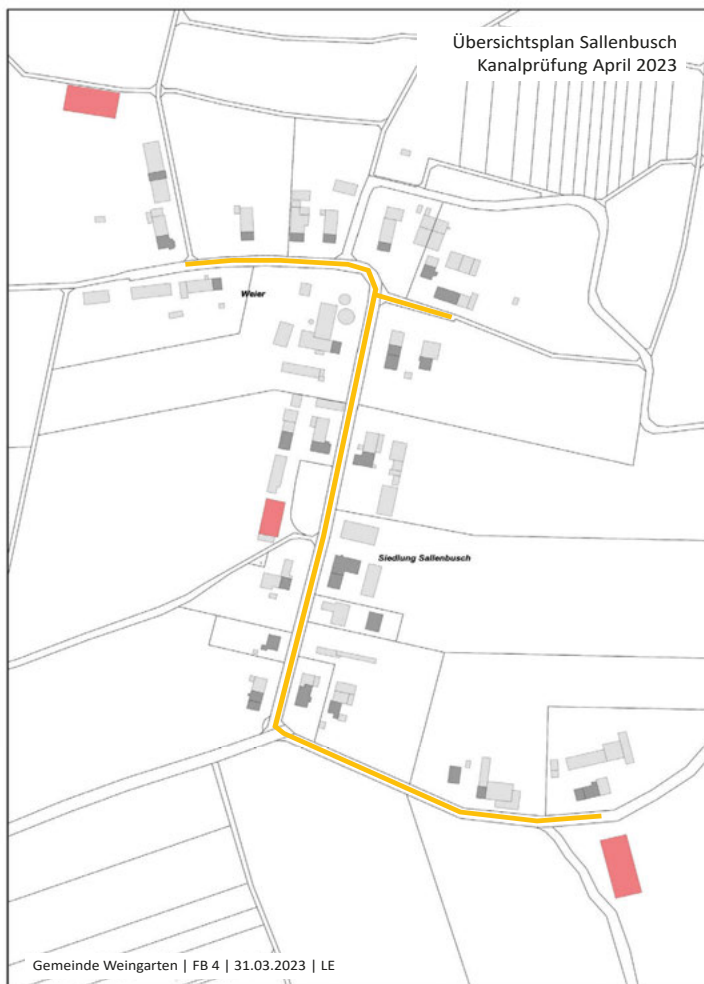 Übersichtsplan Sallenbusch
Kanalprüfung April 2023
Weier
Siedlung Sallenbusch
Gemeinde Weingarten | FB 4 | 31.03.2023 | LE